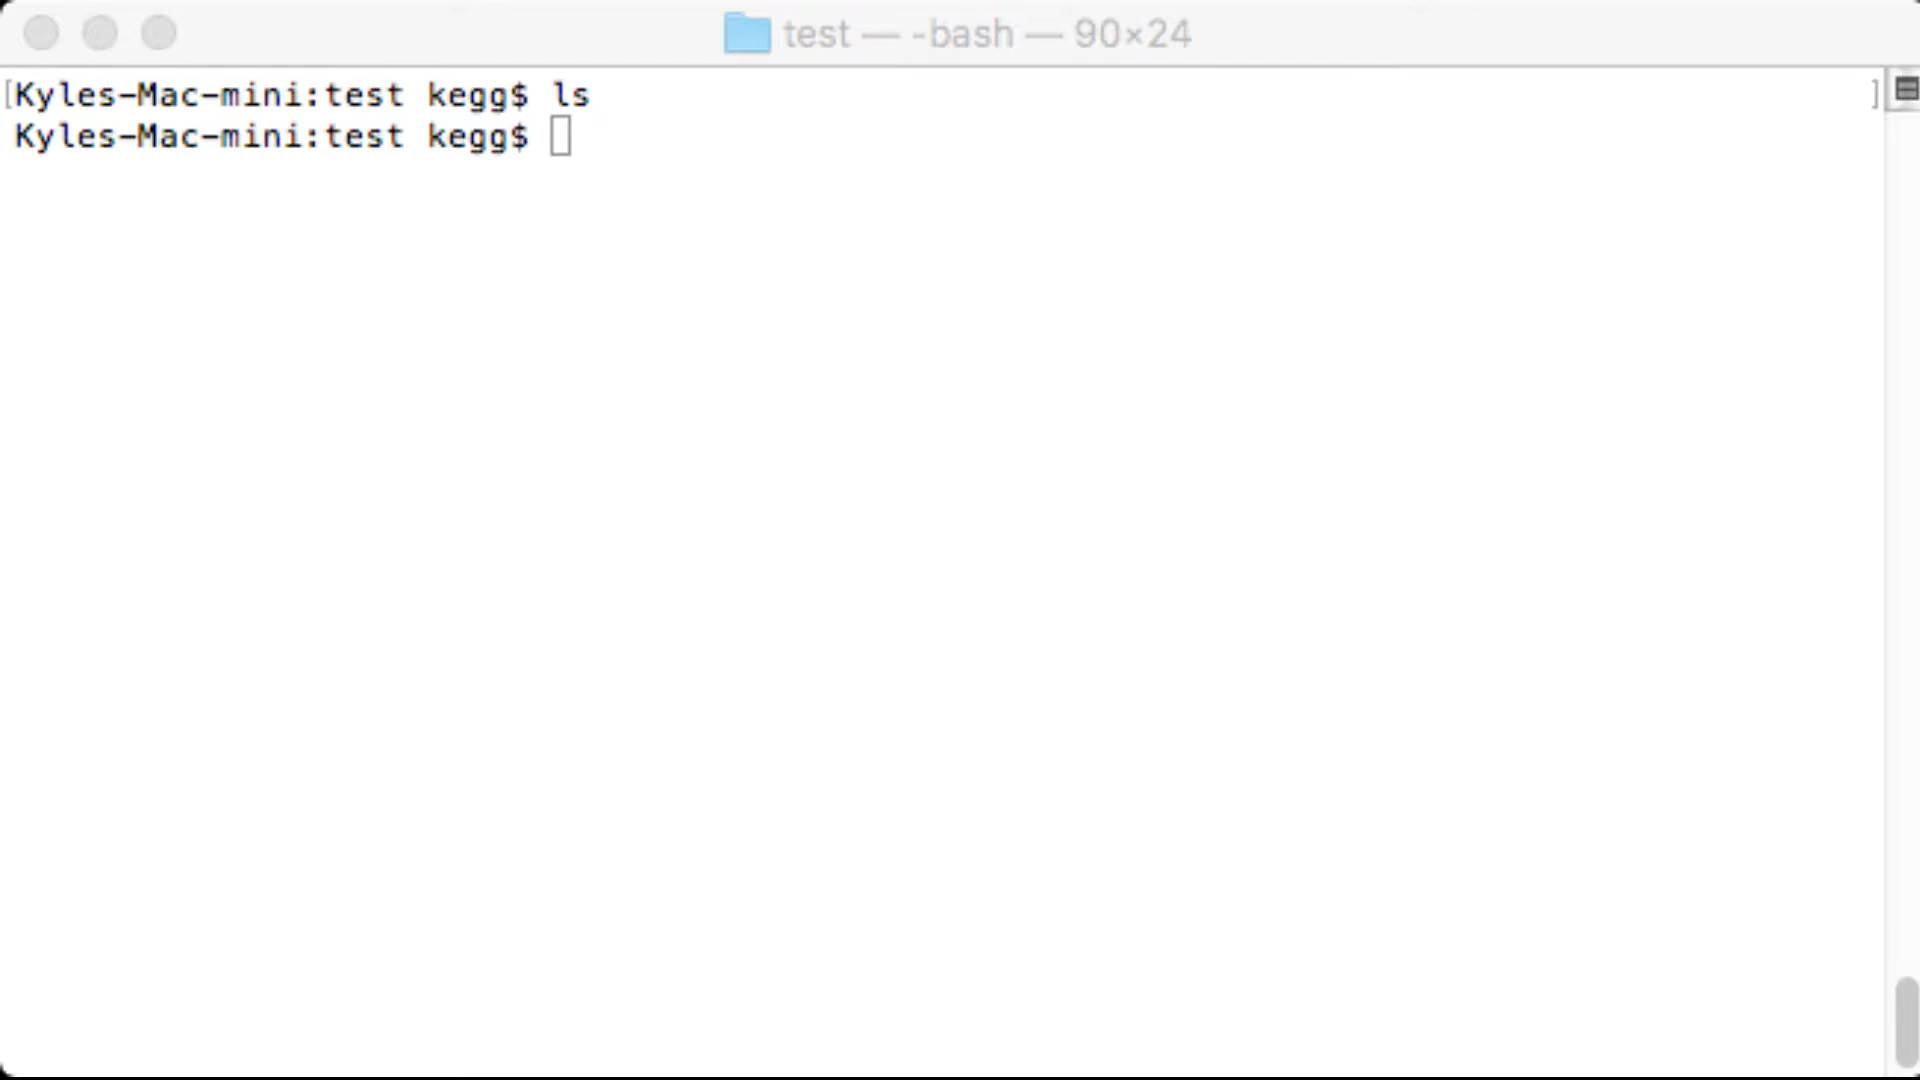 test — -bash — 90×24
[Kyles-Mac-mini:test kegg$ ls ]
Kyles-Mac-mini:test kegg$